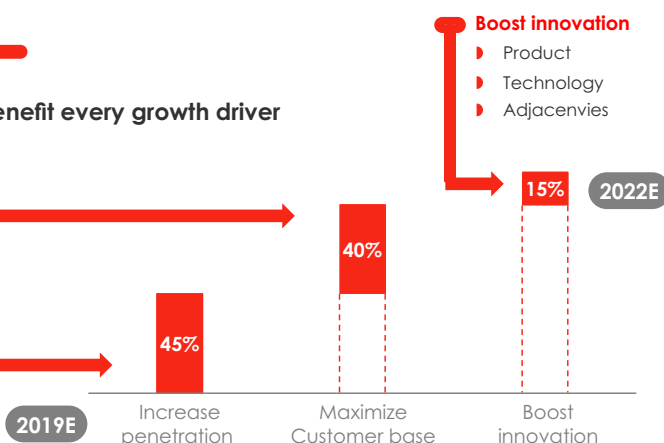 Boost innovation
Product
Technology
Adjacenvies
every growth driver
15%
2022E
40%
45%
2019E
Increase
penetration
Maximize
Customer base
Boost
innovation